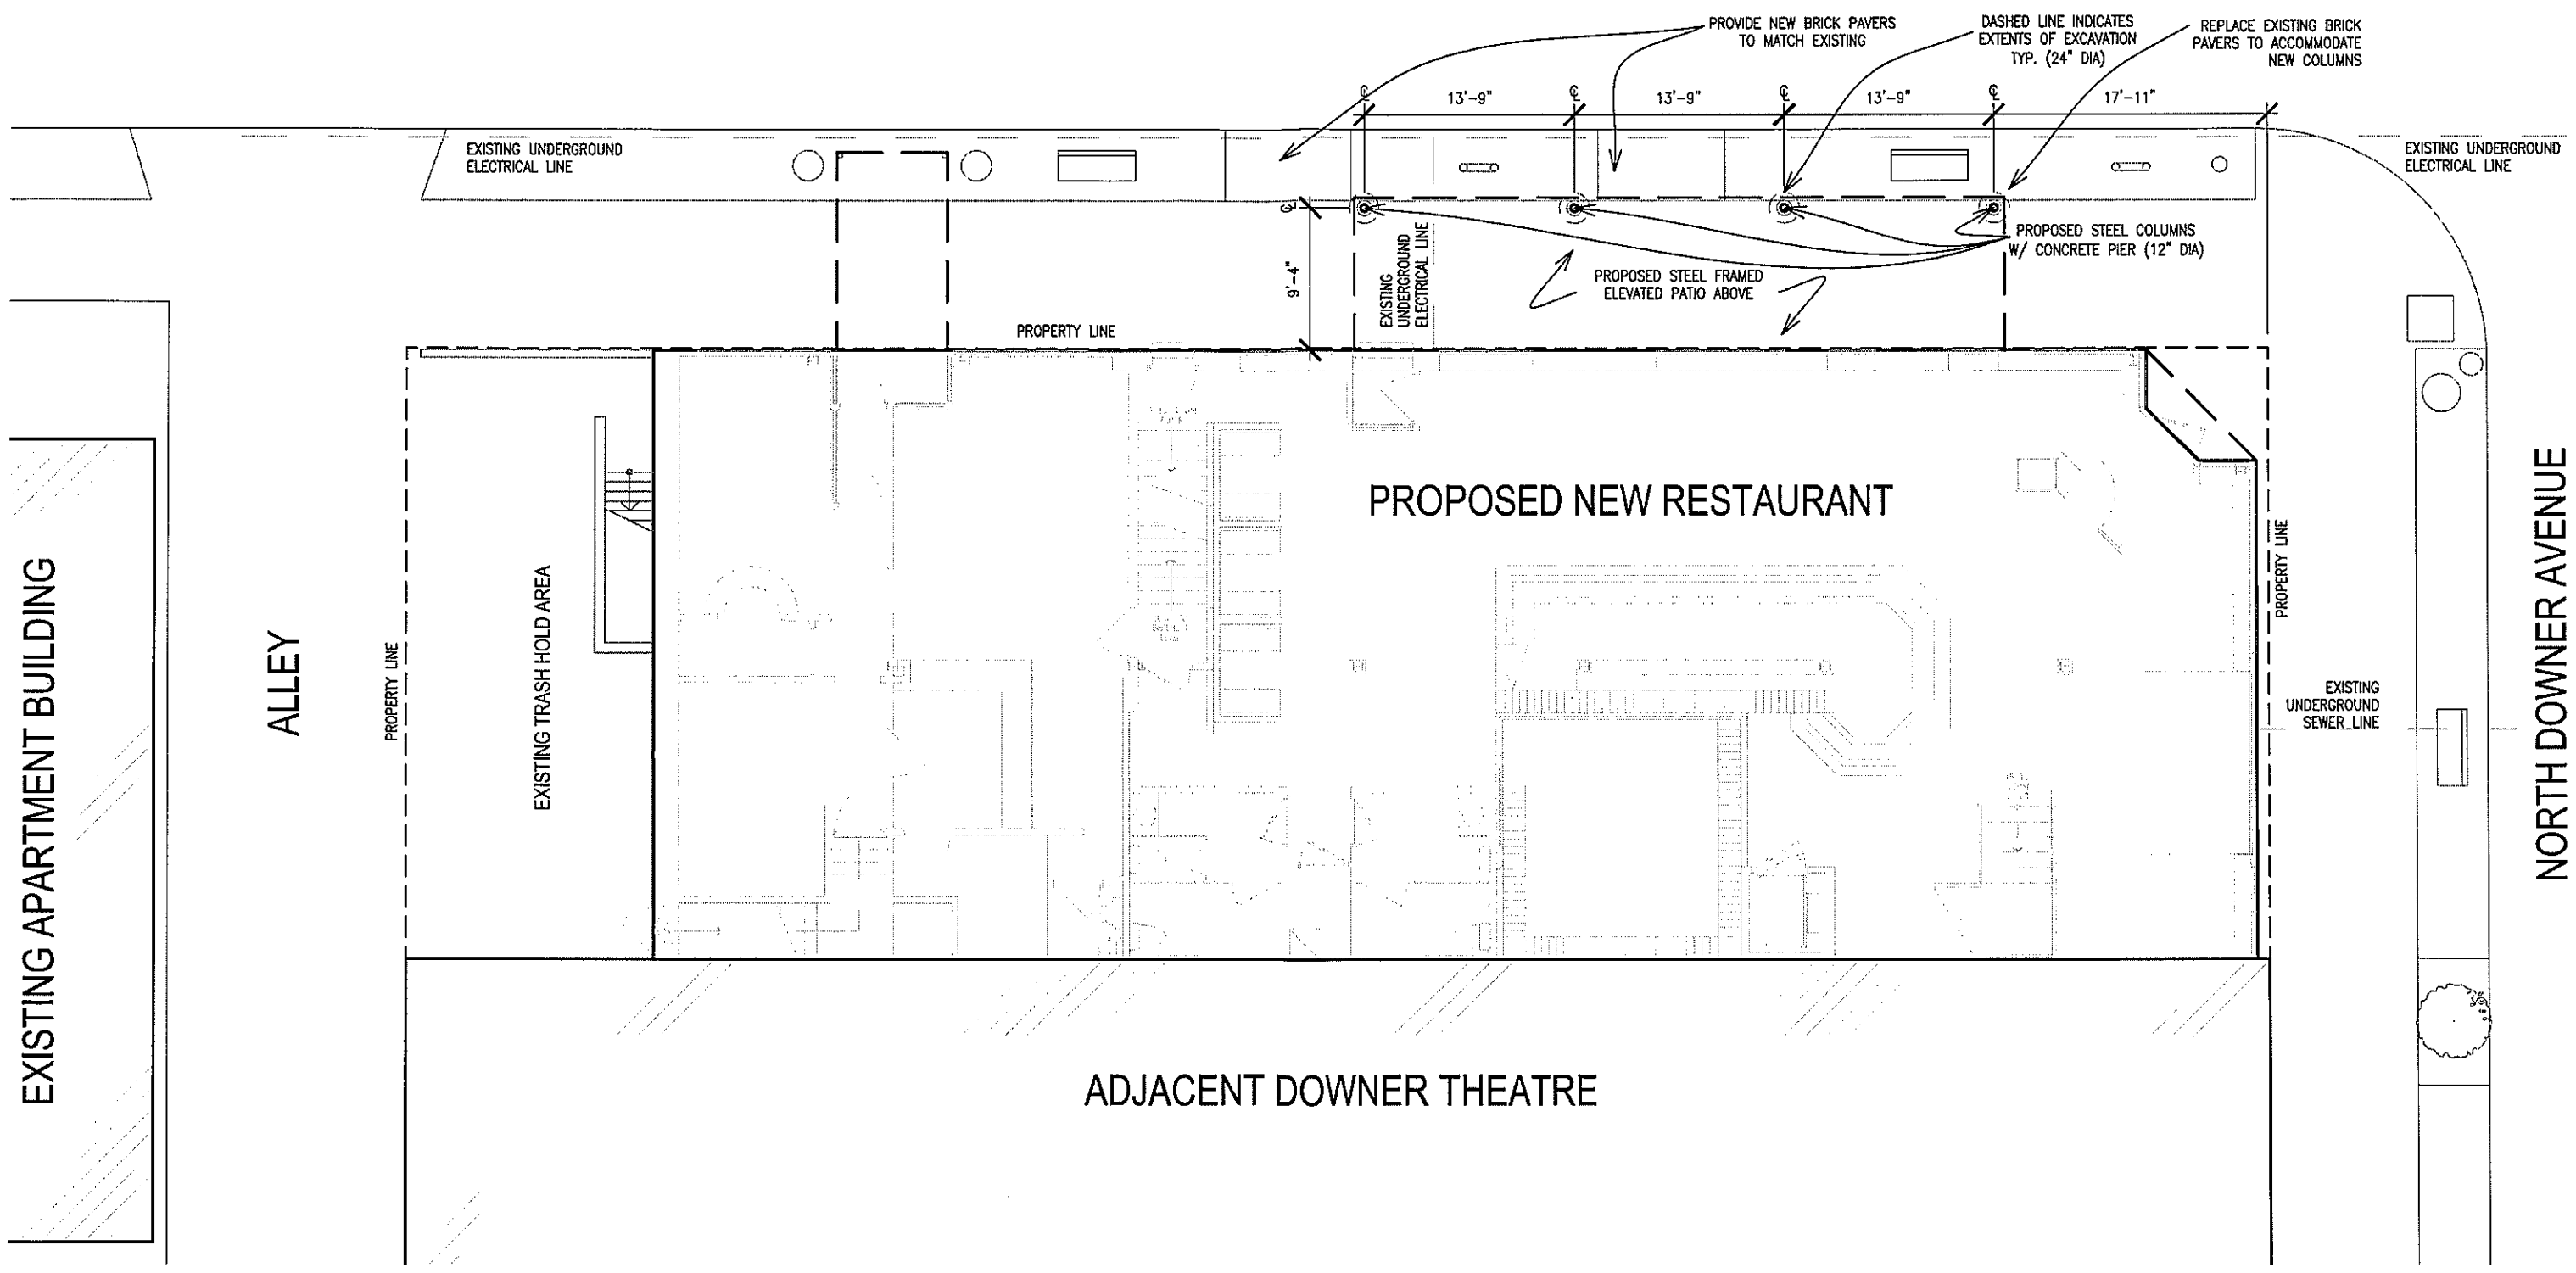 PROVIDE NEW BRICK PAVERS
TO MATCH EXISTING
DASHED LINE INDICATES
EXTENTS OF EXCAVATION
TYP. (24" DIA)
REPLACE EXISTING BRICK
PAVERS TO ACCOMMODATE
NEW COLUMNS
℄
℄
℄
℄
13'-9"
13'-9"
13'-9"
17'-11"
EXISTING UNDERGROUND
ELECTRICAL LINE
EXISTING UNDERGROUND
ELECTRICAL LINE
℄
9'-4"
EXISTING
UNDERGROUND
ELECTRICAL LINE
PROPOSED STEEL COLUMNS
W/ CONCRETE PIER (12" DIA)
PROPOSED STEEL FRAMED
ELEVATED PATIO ABOVE
PROPERTY LINE
PROPOSED NEW RESTAURANT
EXISTING APARTMENT BUILDING
ALLEY
PROPERTY LINE
EXISTING TRASH HOLD AREA
PROPERTY LINE
EXISTING
UNDERGROUND
SEWER LINE
NORTH DOWNER AVENUE
ADJACENT DOWNER THEATRE